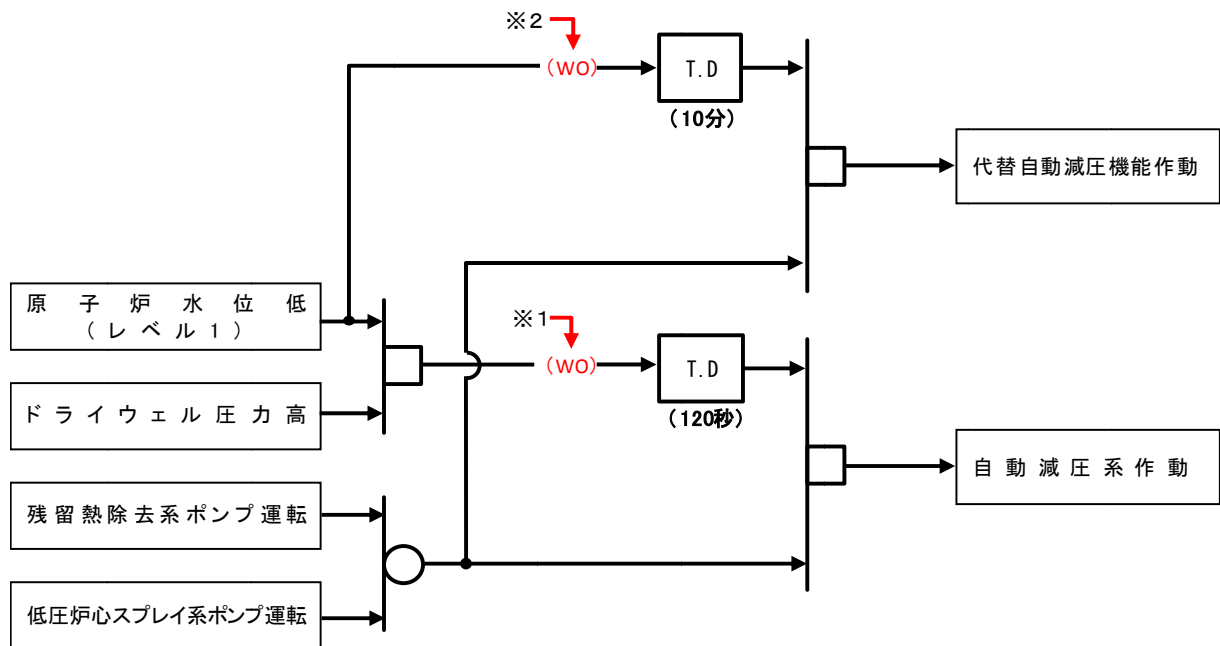 ※2
(WO)
T.D
(10分)
代替自動減圧機能作動
原子炉水位低
(レベル1)
※1
(WO)
T.D
(120秒)
ドライウェル圧力高
自動減圧系作動
残留熱除去系ポンプ運転
低圧炉心スプレイ系ポンプ運転